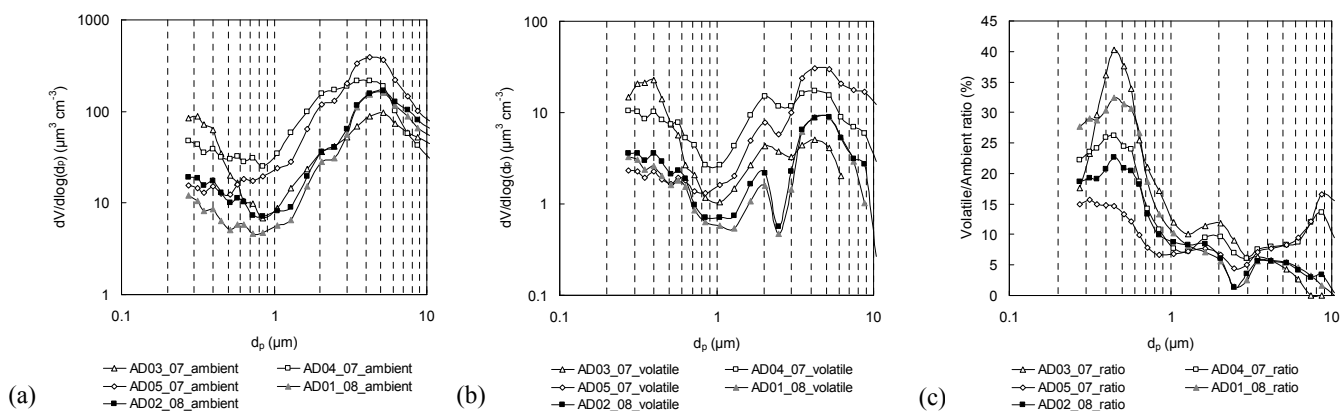 1000
100
10
1
dV/dlog(dp) (µm³ cm⁻³)
0.1 1 10
dp (µm)
AD03_07_ambient AD04_07_ambient
AD05_07_ambient AD01_08_ambient
AD02_08_ambient
(a)
100
10
1
0.1
dV/dlog(dp) (µm³ cm⁻³)
0.1 1 10
dp (µm)
AD03_07_volatile AD04_07_volatile
AD05_07_volatile AD01_08_volatile
AD02_08_volatile
(b)
45
40
35
30
25
20
15
10
5
0
Volatile/Ambient ratio (%)
0.1 1 10
dp (µm)
AD03_07_ratio AD04_07_ratio
AD05_07_ratio AD01_08_ratio
AD02_08_ratio
(c)